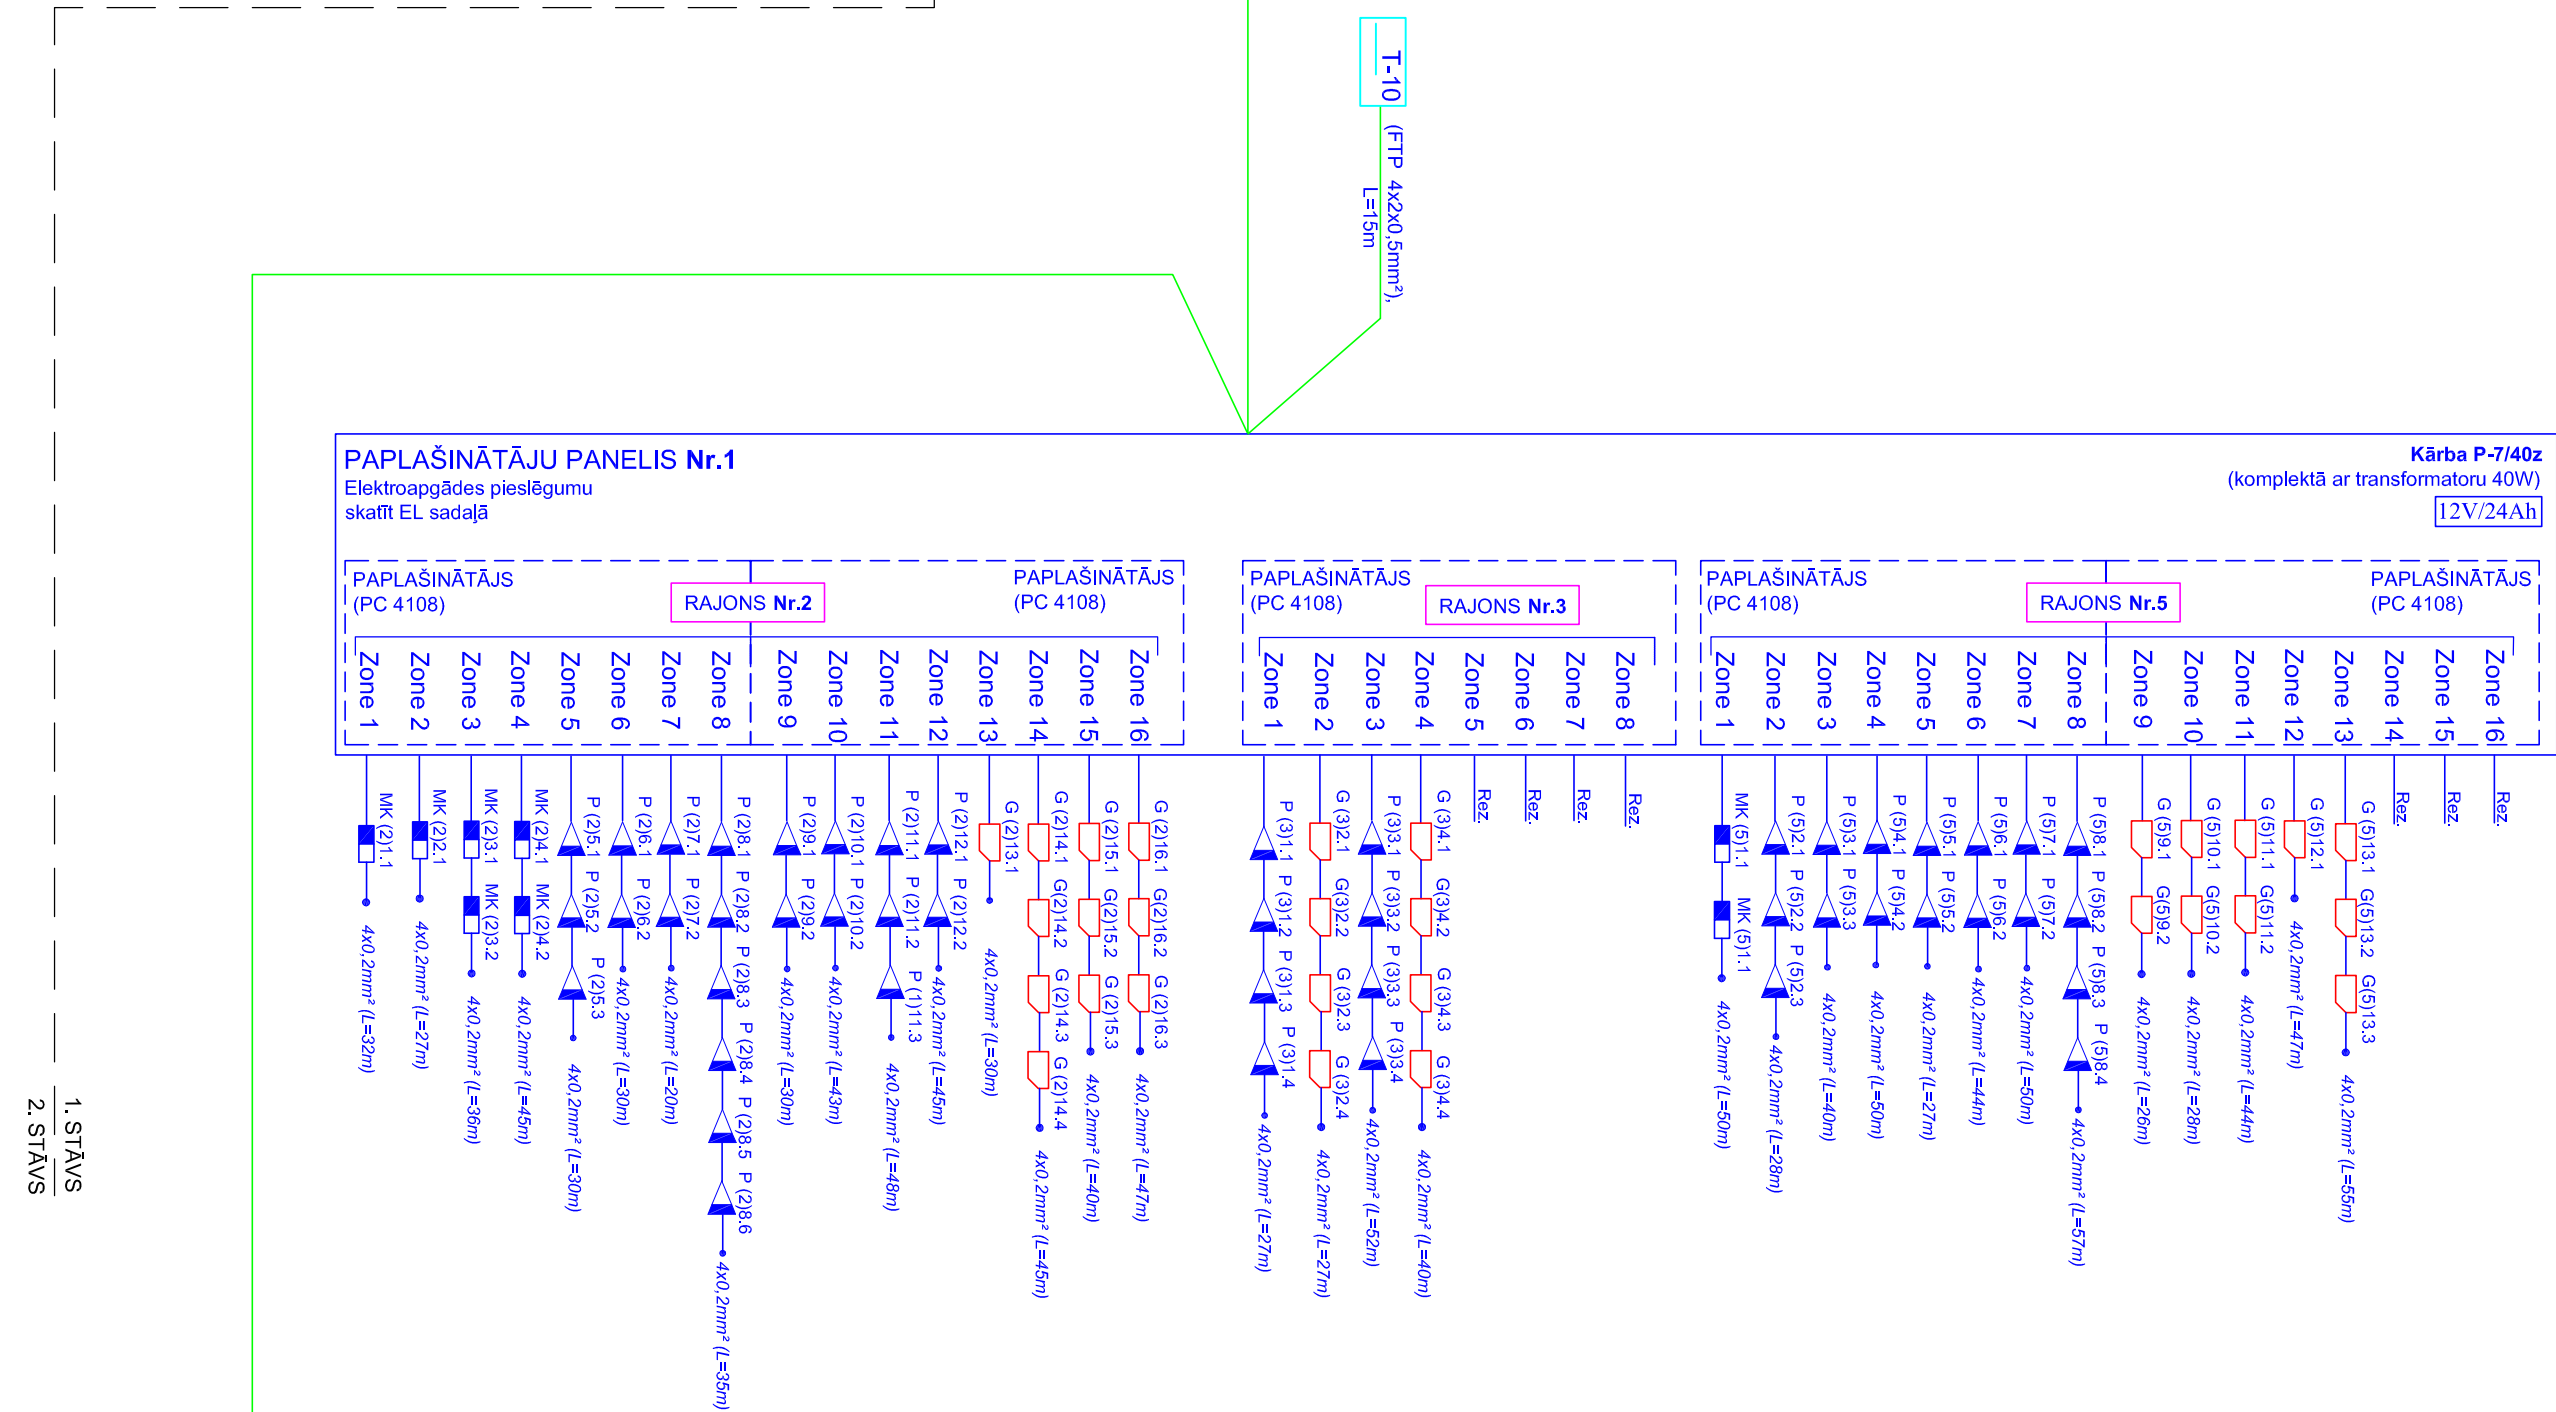 T-10
(FTP 4x2x0,5mm²),
L=15m
PAPLAŠINĀTĀJU PANELIS Nr.1
Elektroapgādes pieslēgumu
skatīt EL sadaļā
Kārba P-7/40z
(komplektā ar transformatoru 40W)
12V/24Ah
PAPLAŠINĀTĀJS
(PC 4108)
RAJONS Nr.2
PAPLAŠINĀTĀJS
(PC 4108)
PAPLAŠINĀTĀJS
(PC 4108)
RAJONS Nr.3
PAPLAŠINĀTĀJS
(PC 4108)
RAJONS Nr.5
PAPLAŠINĀTĀJS
(PC 4108)
Zone 1
Zone 2
Zone 3
Zone 4
Zone 5
Zone 6
Zone 7
Zone 8
Zone 9
Zone 10
Zone 11
Zone 12
Zone 13
Zone 14
Zone 15
Zone 16
Zone 1
Zone 2
Zone 3
Zone 4
Zone 5
Zone 6
Zone 7
Zone 8
Zone 1
Zone 2
Zone 3
Zone 4
Zone 5
Zone 6
Zone 7
Zone 8
Zone 9
Zone 10
Zone 11
Zone 12
Zone 13
Zone 14
Zone 15
Zone 16
MK (2)1.1
4x0,2mm² (L=32m)
MK (2)2.1
4x0,2mm² (L=27m)
MK (2)3.1 MK (2)3.2
4x0,2mm² (L=36m)
MK (2)4.1 MK (2)4.2
4x0,2mm² (L=45m)
P (2)5.1 P (2)5.2 P (2)5.3
4x0,2mm² (L=30m)
P (2)6.1 P (2)6.2
4x0,2mm² (L=30m)
P (2)7.1 P (2)7.2
4x0,2mm² (L=20m)
P (2)8.1 P (2)8.2 P (2)8.3 P (2)8.4 P (2)8.5 P (2)8.6
4x0,2mm² (L=35m)
P (2)9.1 P (2)9.2
4x0,2mm² (L=30m)
P (2)10.1 P (2)10.2
4x0,2mm² (L=43m)
P (2)11.1 P (2)11.2 P (1)11.3
4x0,2mm² (L=48m)
P (2)12.1 P (2)12.2
4x0,2mm² (L=45m)
G (2)13.1
4x0,2mm² (L=30m)
G (2)14.1 G(2)14.2 G (2)14.3 G (2)14.4
4x0,2mm² (L=45m)
G (2)15.1 G(2)15.2 G (2)15.3
4x0,2mm² (L=40m)
G (2)16.1 G(2)16.2 G (2)16.3
4x0,2mm² (L=47m)
P (3)1.1 P (3)1.2 P (3)1.3 P (3)1.4
4x0,2mm² (L=27m)
G (3)2.1 G(3)2.2 G (3)2.3 G (3)2.4
4x0,2mm² (L=27m)
P (3)3.1 P (3)3.2 P (3)3.3 P (3)3.4
4x0,2mm² (L=52m)
G (3)4.1 G(3)4.2 G (3)4.3 G (3)4.4
4x0,2mm² (L=40m)
Rez.
Rez.
Rez.
Rez.
MK (5)1.1 MK (5)1.1
4x0,2mm² (L=50m)
P (5)2.1 P (5)2.2 P (5)2.3
4x0,2mm² (L=28m)
P (5)3.1 P (5)3.3
4x0,2mm² (L=40m)
P (5)4.1 P (5)4.2
4x0,2mm² (L=50m)
P (5)5.1 P (5)5.2
4x0,2mm² (L=27m)
P (5)6.1 P (5)6.2
4x0,2mm² (L=44m)
P (5)7.1 P (5)7.2
4x0,2mm² (L=50m)
P (5)8.1 P (5)8.2 P (5)8.3 P (5)8.4
4x0,2mm² (L=57m)
G (5)9.1 G(5)9.2
4x0,2mm² (L=26m)
G (5)10.1 G(5)10.2
4x0,2mm² (L=28m)
G (5)11.1 G(5)11.2
4x0,2mm² (L=44m)
G (5)12.1
4x0,2mm² (L=47m)
G (5)13.1 G(5)13.2 G(5)13.3
4x0,2mm² (L=55m)
Rez.
Rez.
Rez.
1. STĀVS
2. STĀVS